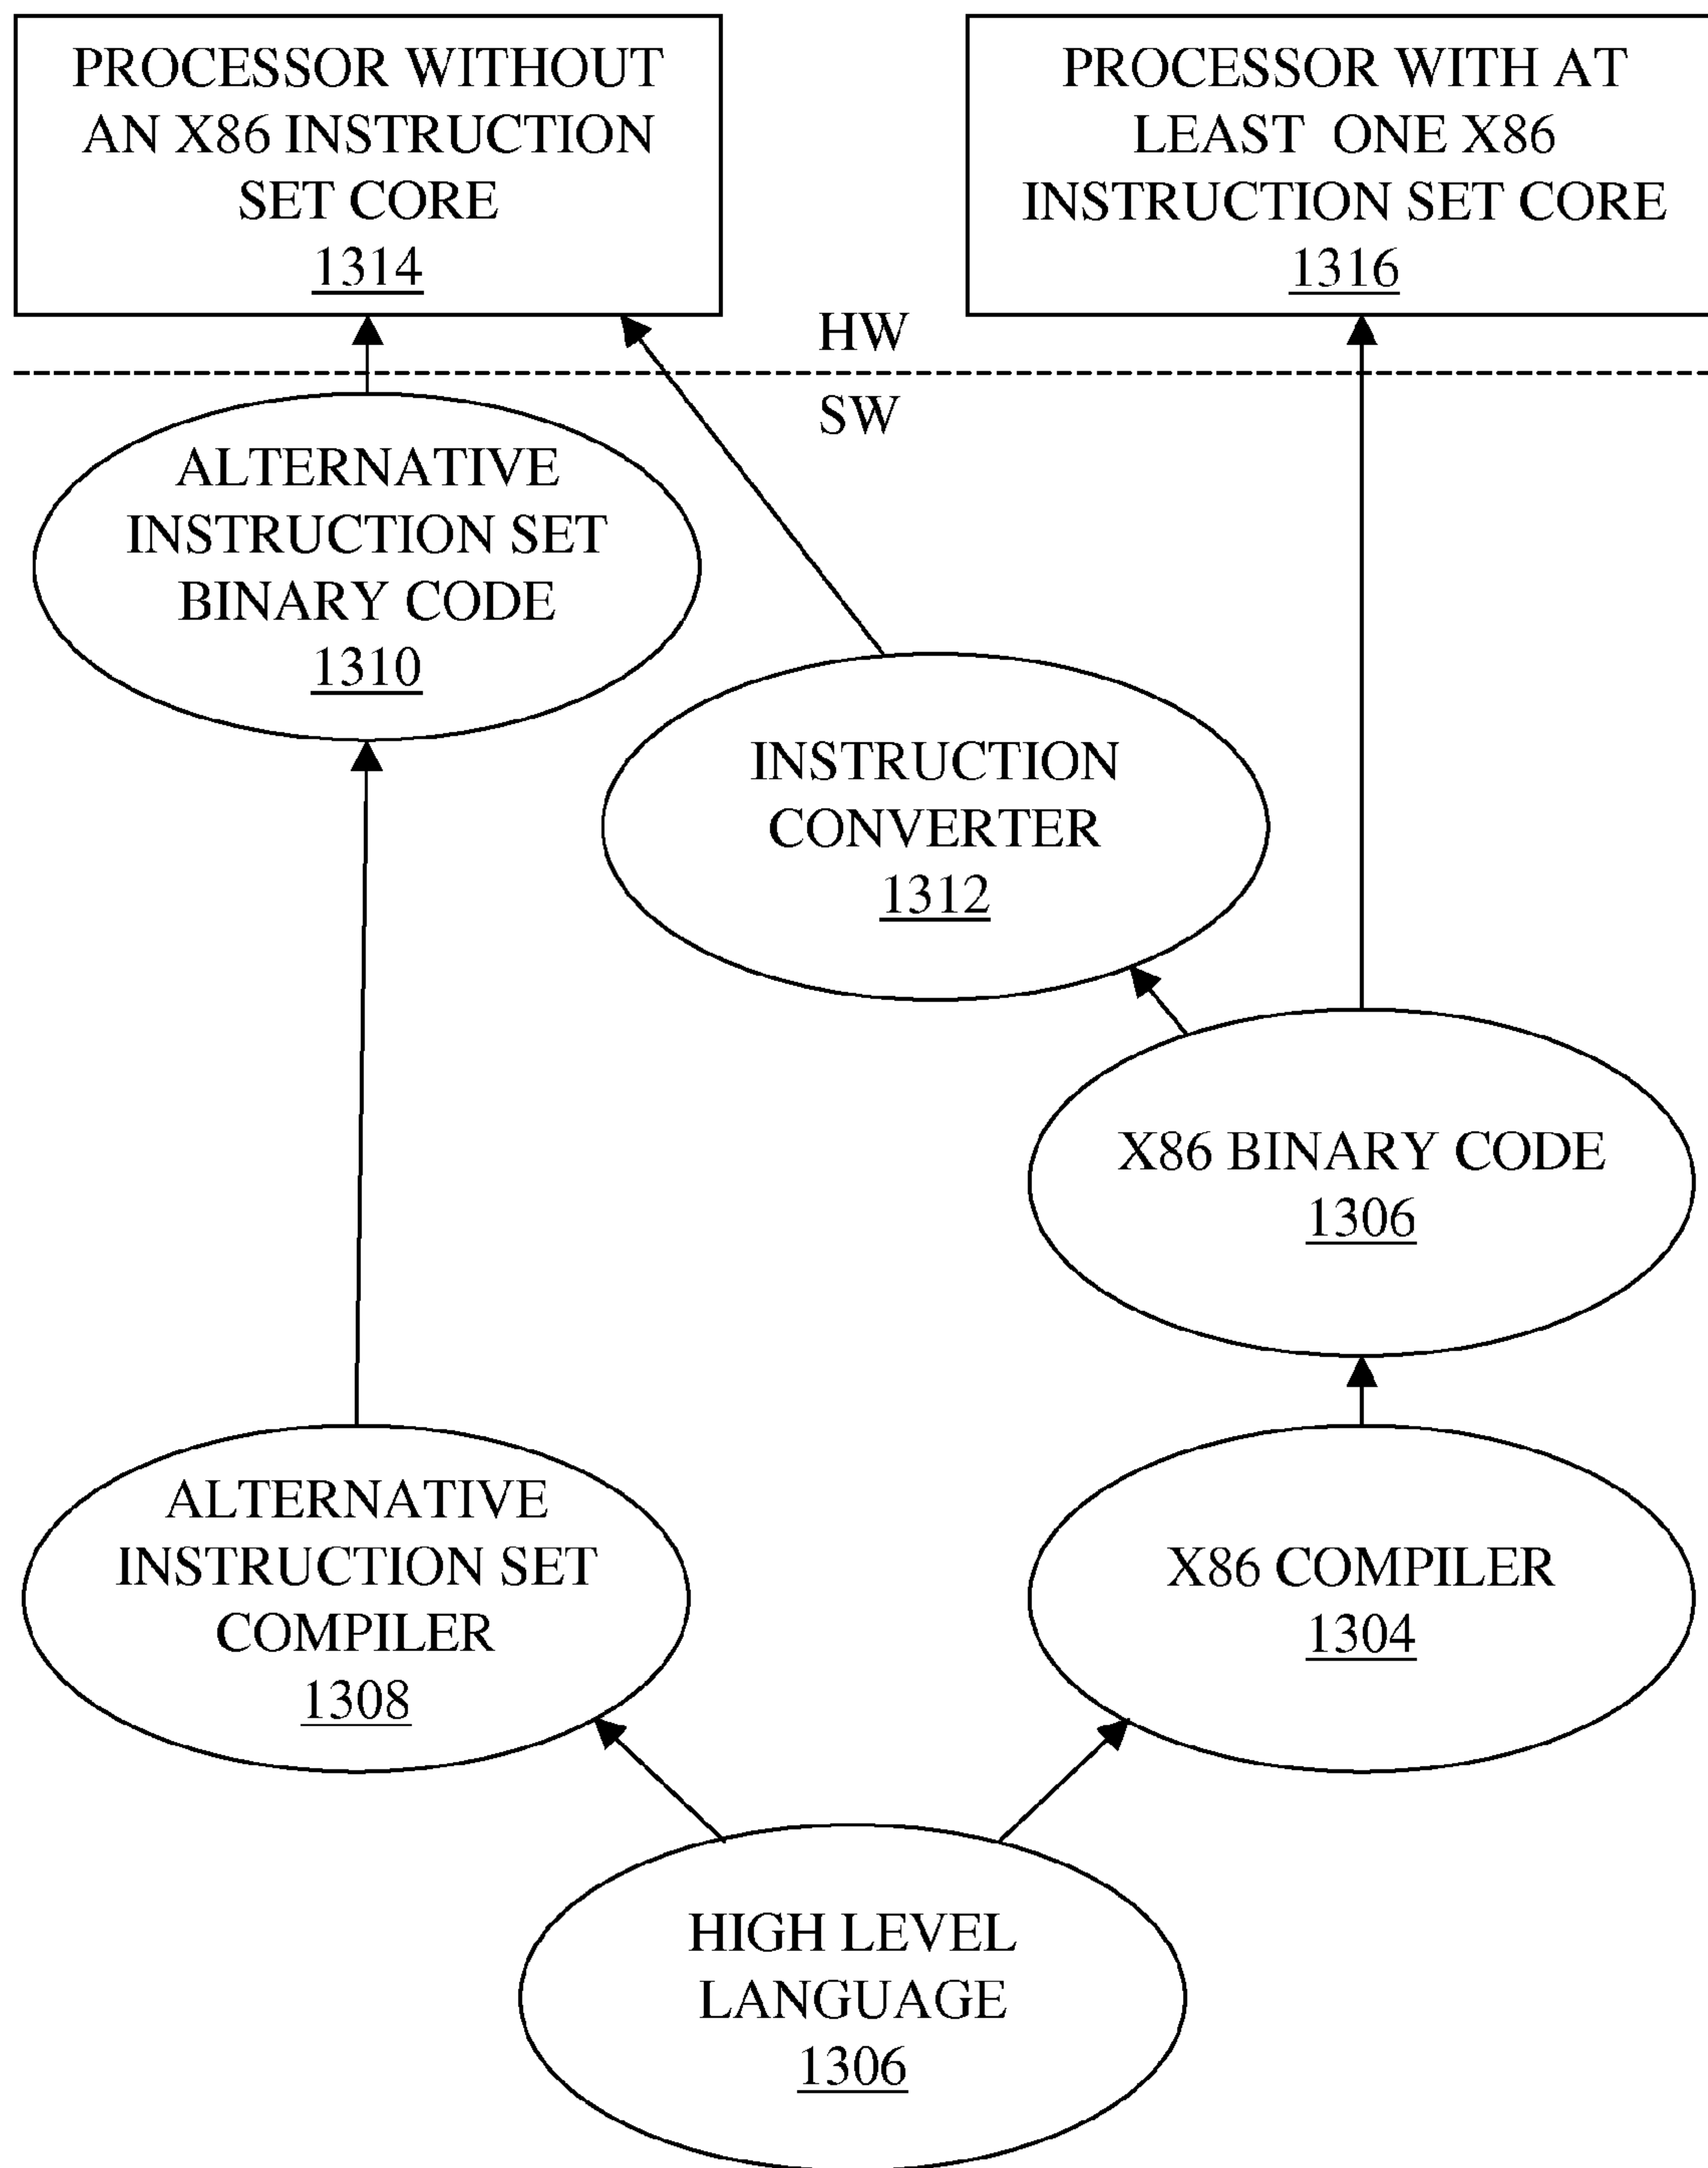 PROCESSOR WITHOUT
AN X86 INSTRUCTION
SET CORE
1314
PROCESSOR WITH AT
LEAST ONE X86
INSTRUCTION SET CORE
1316
HW
SW
ALTERNATIVE
INSTRUCTION SET
BINARY CODE
1310
INSTRUCTION
CONVERTER
1312
X86 BINARY CODE
1306
ALTERNATIVE
INSTRUCTION SET
COMPILER
1308
X86 COMPILER
1304
HIGH LEVEL
LANGUAGE
1306